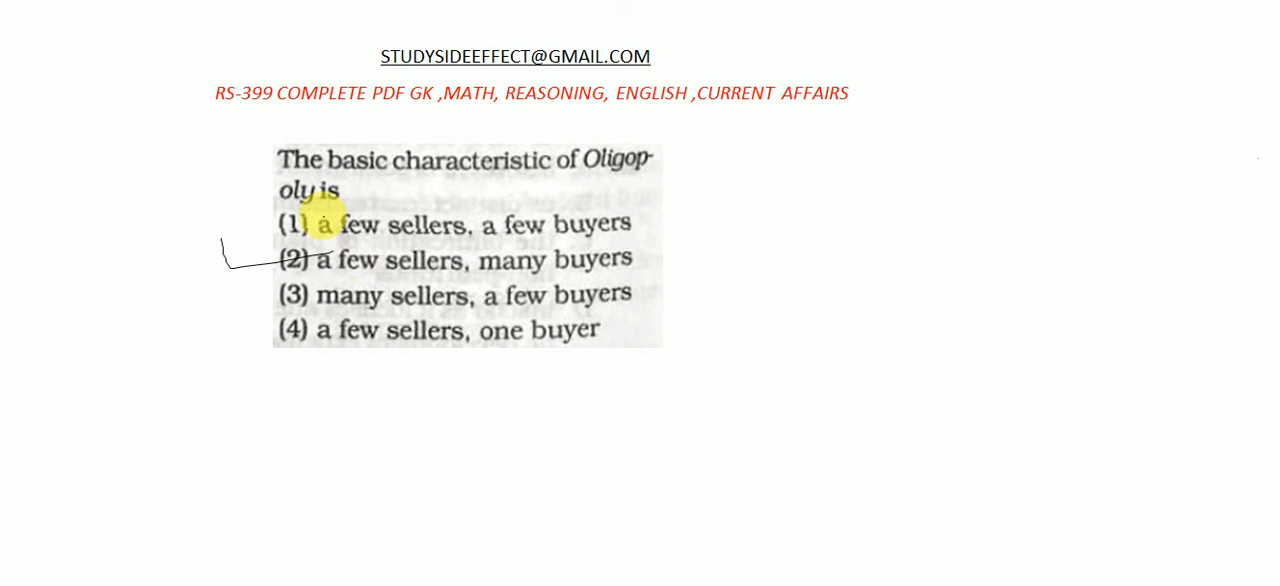 STUDYSIDEEFFECT@GMAIL.COM
RS-399 COMPLETE PDF GK ,MATH, REASONING, ENGLISH ,CURRENT AFFAIRS
The basic characteristic of Oligop-
oly is
(1) a few sellers, a few buyers
(2) a few sellers, many buyers
(3) many sellers, a few buyers
(4) a few sellers, one buyer